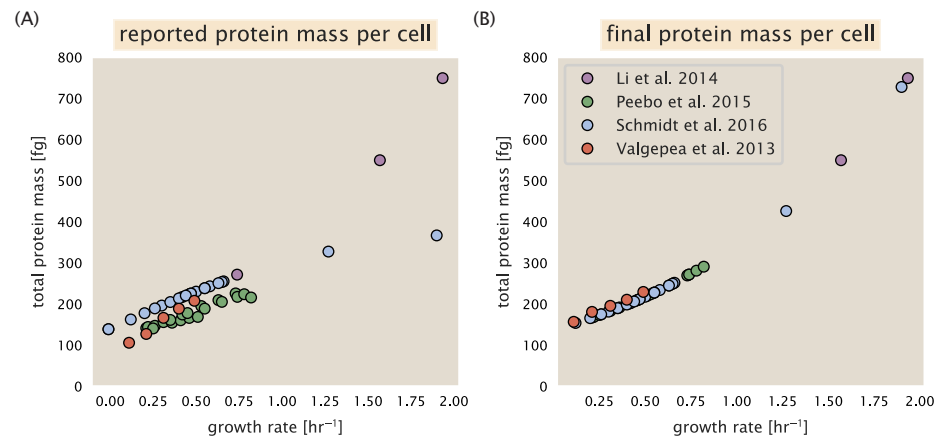 (A)
reported protein mass per cell
800
700
600
500
400
300
200
100
0
total protein mass [fg]
0.00 0.25 0.50 0.75 1.00 1.25 1.50 1.75 2.00
growth rate [hr⁻¹]
(B)
final protein mass per cell
Li et al. 2014
Peebo et al. 2015
Schmidt et al. 2016
Valgepea et al. 2013
800
700
600
500
400
300
200
100
0
total protein mass [fg]
0.25 0.50 0.75 1.00 1.25 1.50 1.75 2.00
growth rate [hr⁻¹]